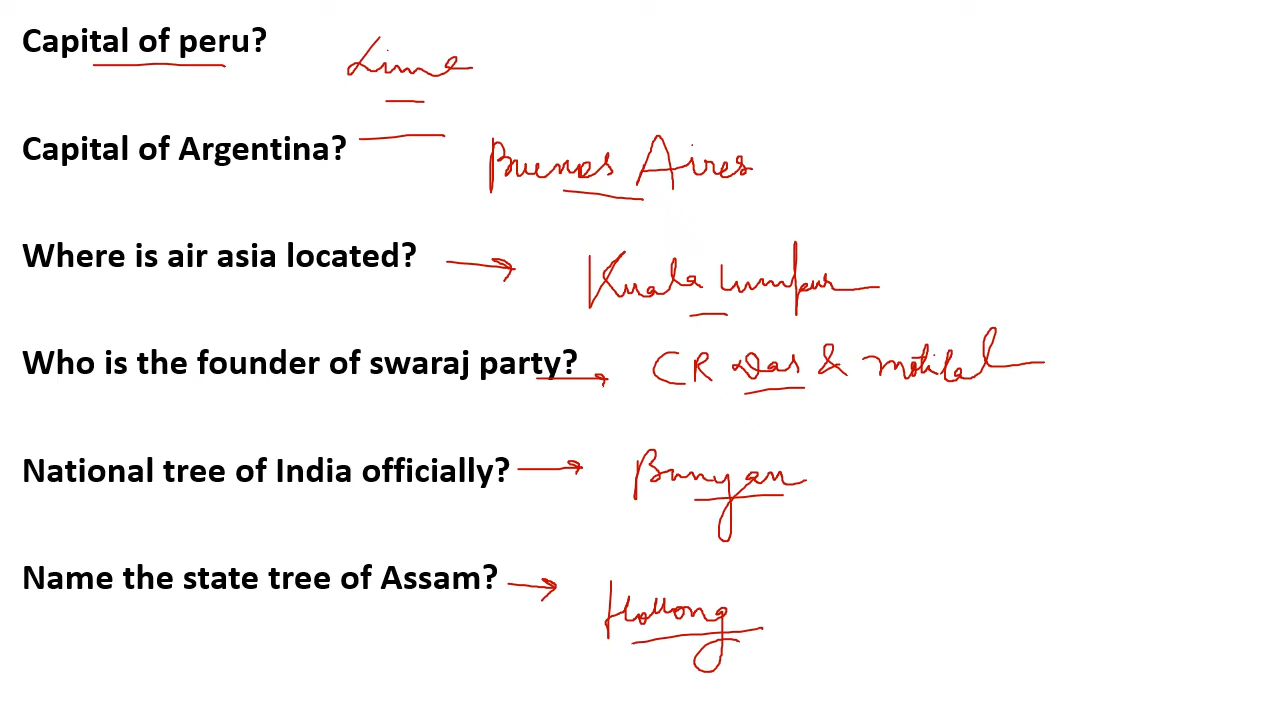 Capital of peru? Lime
Capital of Argentina? Buenos Aires
Where is air asia located? Kuala Lumpur
Who is the founder of swaraj party? CR Das & motilal
National tree of India officially? Banyan
Name the state tree of Assam? Hollong